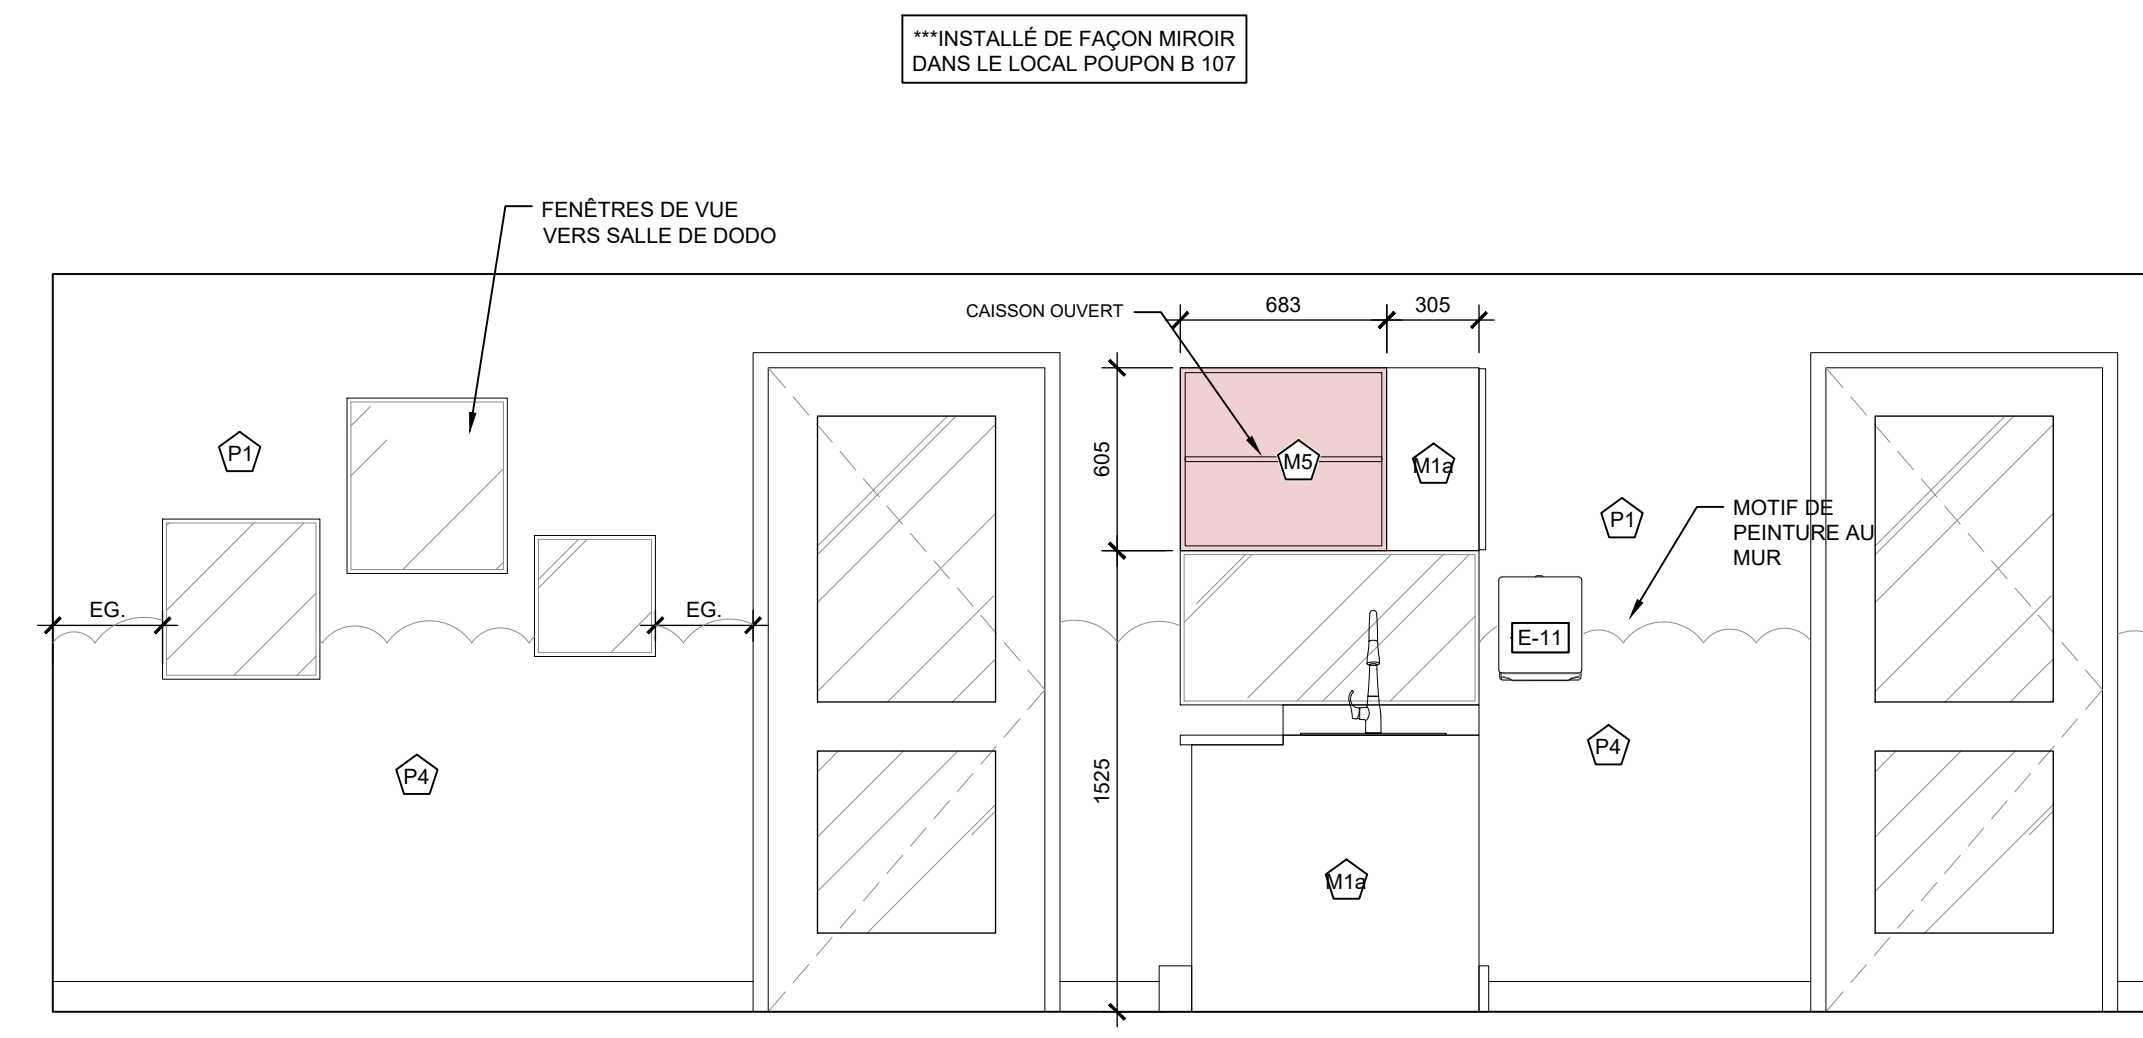 ***INSTALLÉ DE FAÇON MIROIR
DANS LE LOCAL POUPON B 107
FENÊTRES DE VUE
VERS SALLE DE DODO
CAISSON OUVERT
683
305
605
P1
M5
M1a
P1
MOTIF DE
PEINTURE AU
MUR
EG.
EG.
E-11
P4
1525
P4
M1a